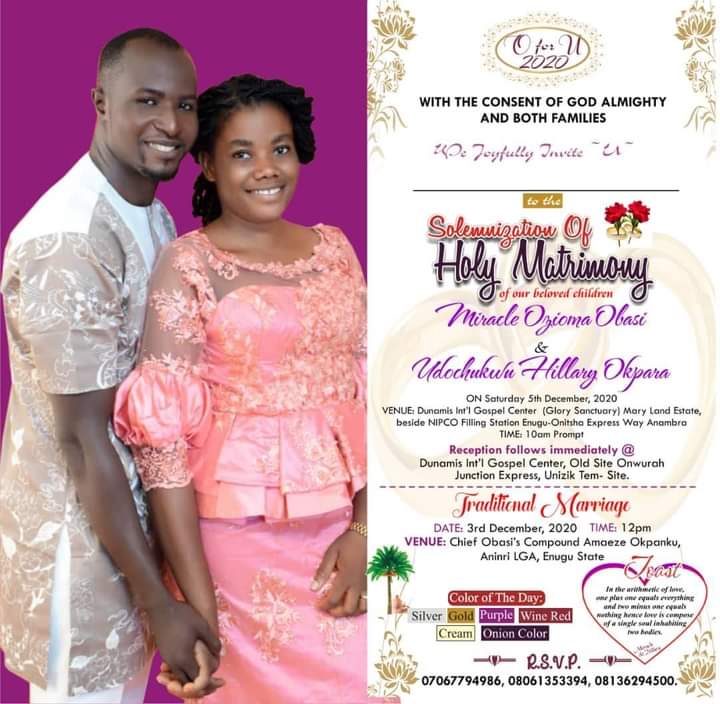 O for U
2020
WITH THE CONSENT OF GOD ALMIGHTY
AND BOTH FAMILIES
We Joyfully Invite ~U~
to the
Solemnization Of
Holy Matrimony
of our beloved children
Miracle Ozioma Obasi
&
Udochukwu Hillary Okpara
ON Saturday 5th December, 2020
VENUE: Dunamis Int'l Gospel Center (Glory Sanctuary) Mary Land Estate,
beside NIPCO Filling Station Enugu-Onitsha Express Way Anambra
TIME: 10am Prompt
Reception follows immediately @
Dunamis Int'l Gospel Center, Old Site Onwurah
Junction Express, Unizik Tem- Site.
Traditional Marriage
DATE: 3rd December, 2020 TIME: 12pm
VENUE: Chief Obasi's Compound Amaeze Okpanku,
Aninri LGA, Enugu State
Color of The Day:
Silver Gold Purple Wine Red
Cream Onion Color
Toast
In the arithmetic of love,
one plus one equals everything
and two minus one equals
nothing hence love is compose
of a single soul inhabiting
two bodies.
R.S.V.P.
07067794986, 08061353394, 08136294500.